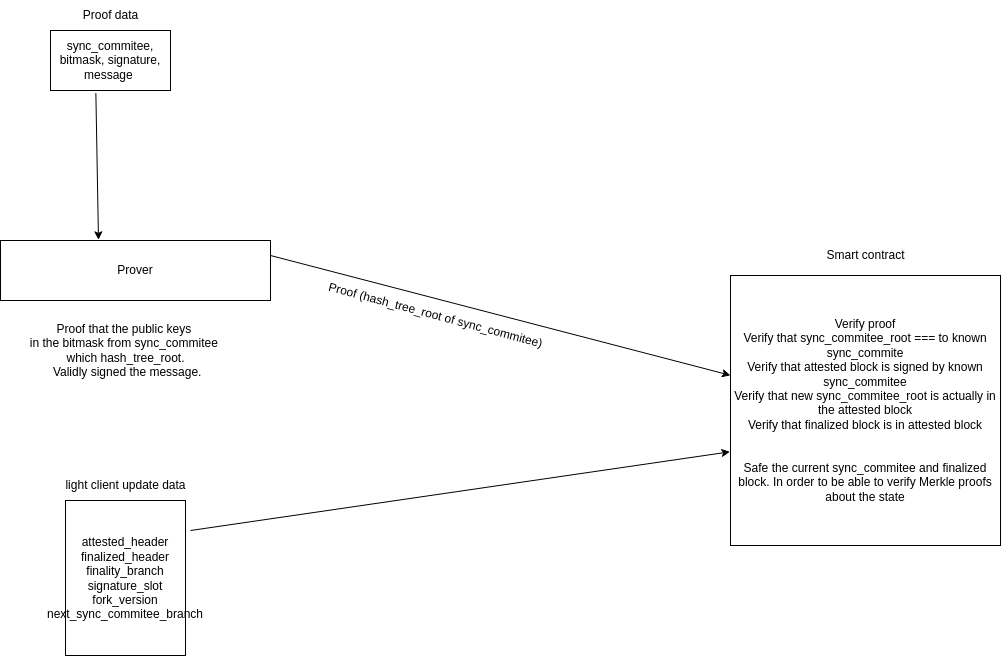 Proof data
sync_commitee,
bitmask, signature,
message
Prover
Proof that the public keys
in the bitmask from sync_commitee
which hash_tree_root.
Validly signed the message.
Proof (hash_tree_root of sync_commitee)
Smart contract
Verify proof
Verify that sync_commitee_root === to known
sync_commite
Verify that attested block is signed by known
sync_commitee
Verify that new sync_commitee_root is actually in
the attested block
Verify that finalized block is in attested block
Safe the current sync_commitee and finalized
block. In order to be able to verify Merkle proofs
about the state
light client update data
attested_header
finalized_header
finality_branch
signature_slot
fork_version
next_sync_commitee_branch